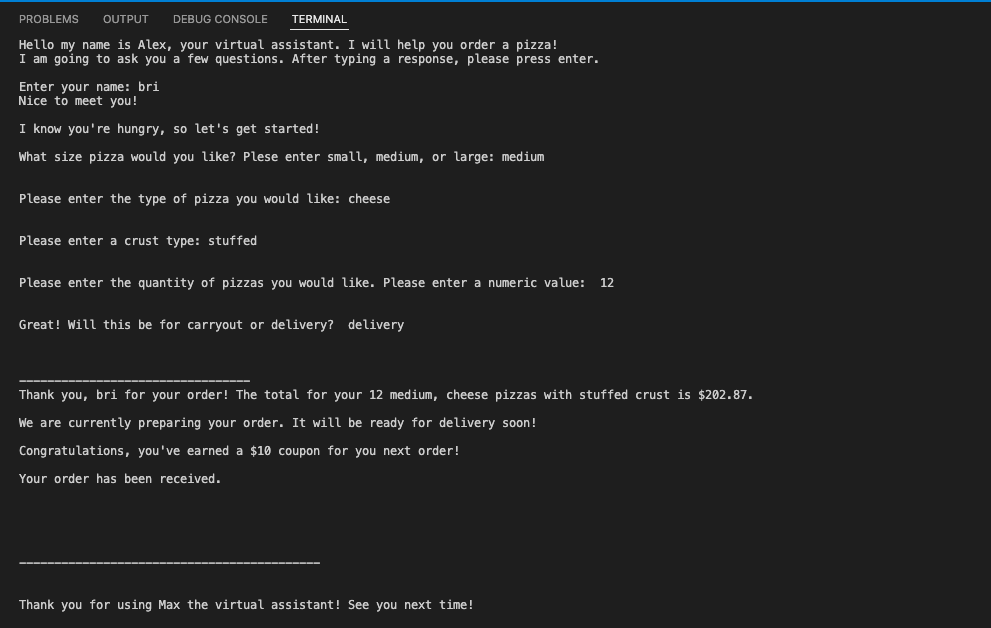 PROBLEMS OUTPUT DEBUG CONSOLE TERMINAL
Hello my name is Alex, your virtual assistant. I will help you order a pizza!
I am going to ask you a few questions. After typing a response, please press enter.
Enter your name: bri
Nice to meet you!
I know you're hungry, so let's get started!
What size pizza would you like? Plese enter small, medium, or large: medium
Please enter the type of pizza you would like: cheese
Please enter a crust type: stuffed
Please enter the quantity of pizzas you would like. Please enter a numeric value:  12
Great! Will this be for carryout or delivery?  delivery
_________________________________
Thank you, bri for your order! The total for your 12 medium, cheese pizzas with stuffed crust is $202.87.
We are currently preparing your order. It will be ready for delivery soon!
Congratulations, you've earned a $10 coupon for you next order!
Your order has been received.
___________________________________________
Thank you for using Max the virtual assistant! See you next time!